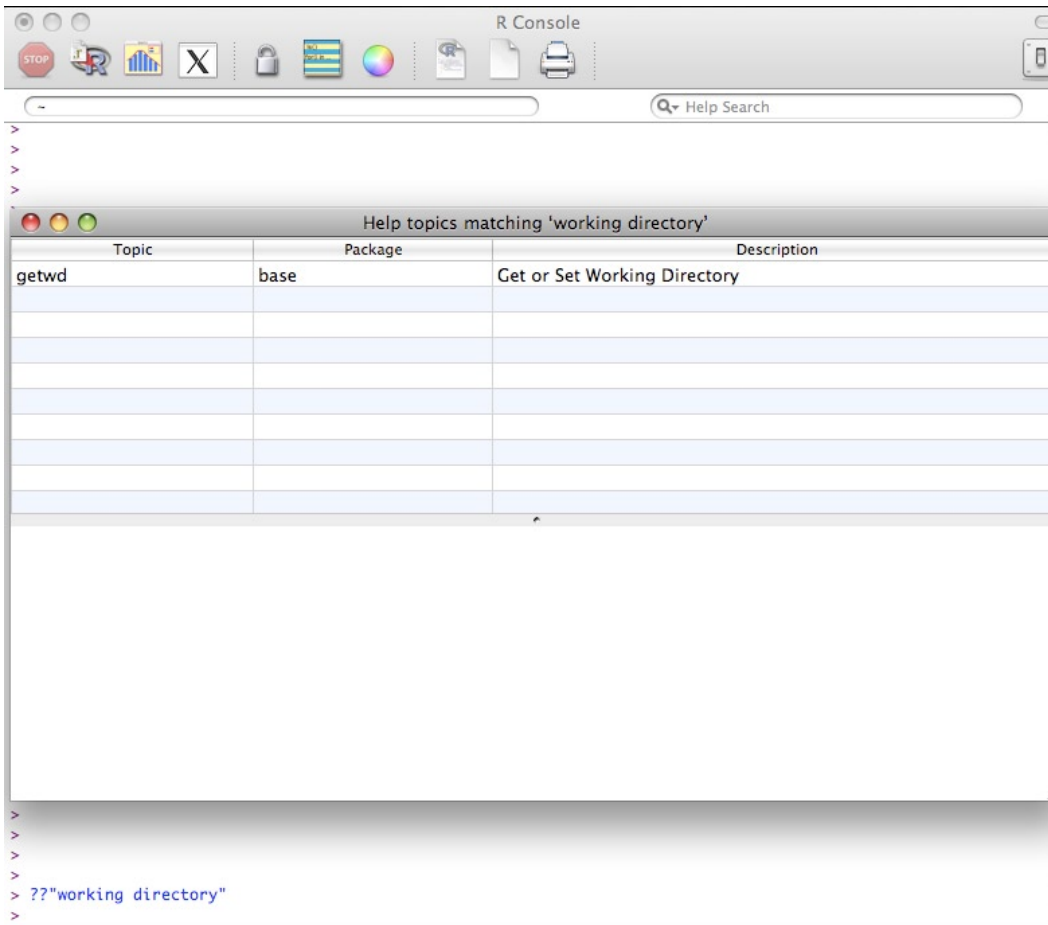 R Console
STOP
X
~
Help Search
>
>
>
>
Help topics matching ‘working directory’
Topic Package Description
getwd base Get or Set Working Directory
>
>
>
>
> ??"working directory"
>